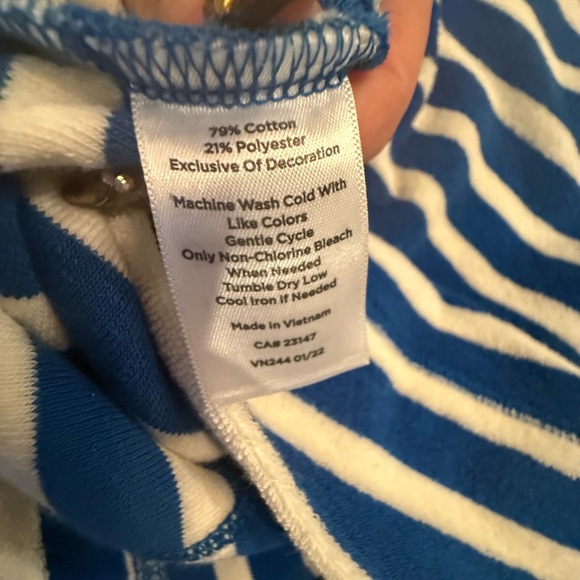 79% Cotton
21% Polyester
Exclusive Of Decoration
Machine Wash Cold With
Like Colors
Gentle Cycle
Only Non-Chlorine Bleach
When Needed
Tumble Dry Low
Cool Iron If Needed
Made in Vietnam
CA# 23147
VN244 01/22